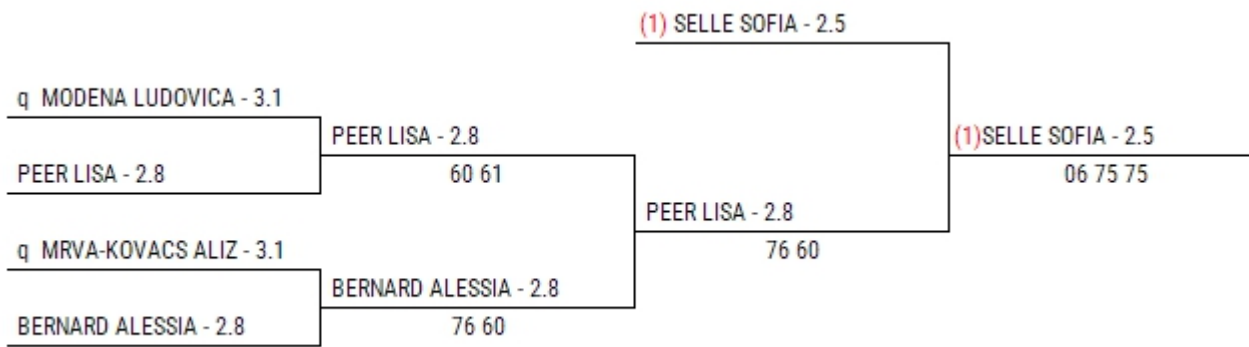 (1) SELLE SOFIA - 2.5
q MODENA LUDOVICA - 3.1
PEER LISA - 2.8
(1)SELLE SOFIA - 2.5
PEER LISA - 2.8
60 61
06 75 75
PEER LISA - 2.8
q MRVA-KOVACS ALIZ - 3.1
76 60
BERNARD ALESSIA - 2.8
BERNARD ALESSIA - 2.8
76 60